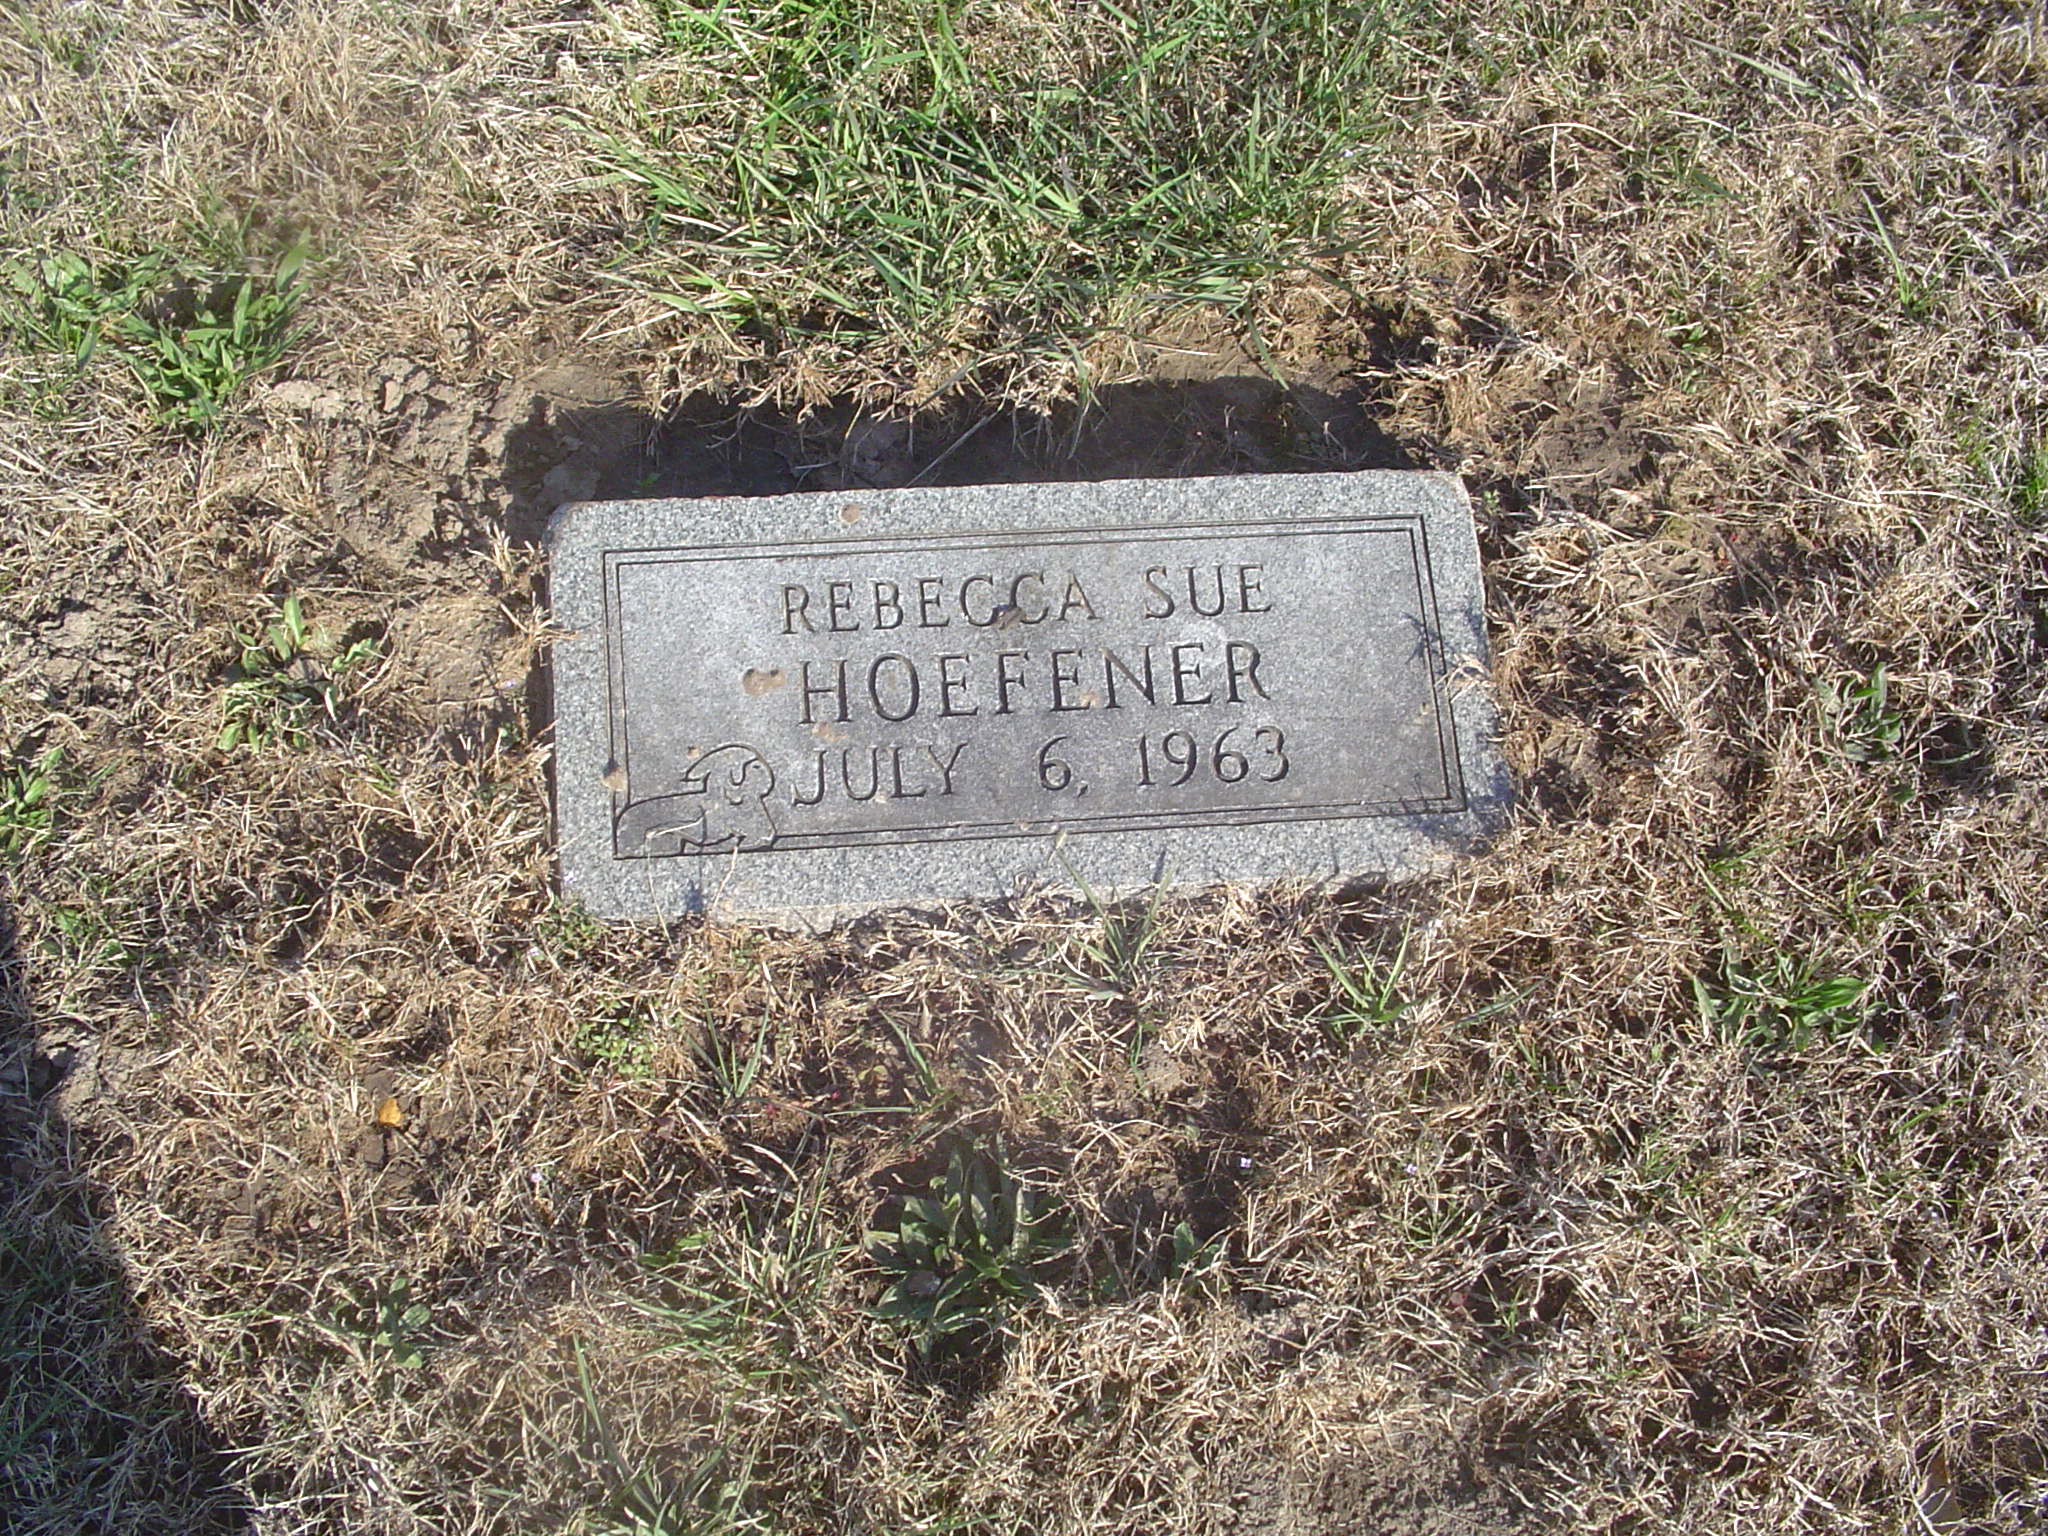 REBECCA SUE
HOEFENER
JULY 6, 1963